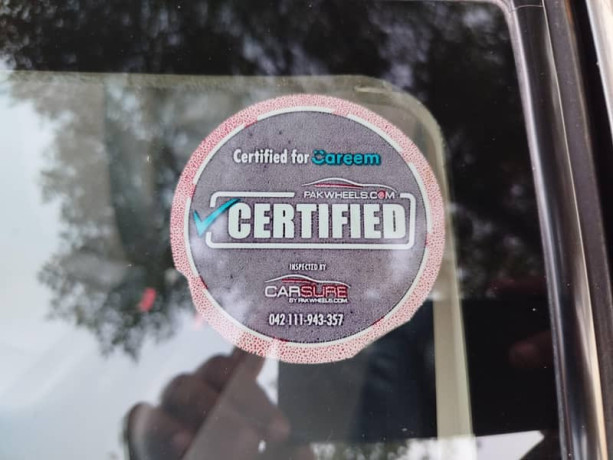 Certified for Careem
PAKWHEELS.COM
CERTIFIED
INSPECTED BY
CARSURE
BY PAKWHEELS.COM
042-111-943-357